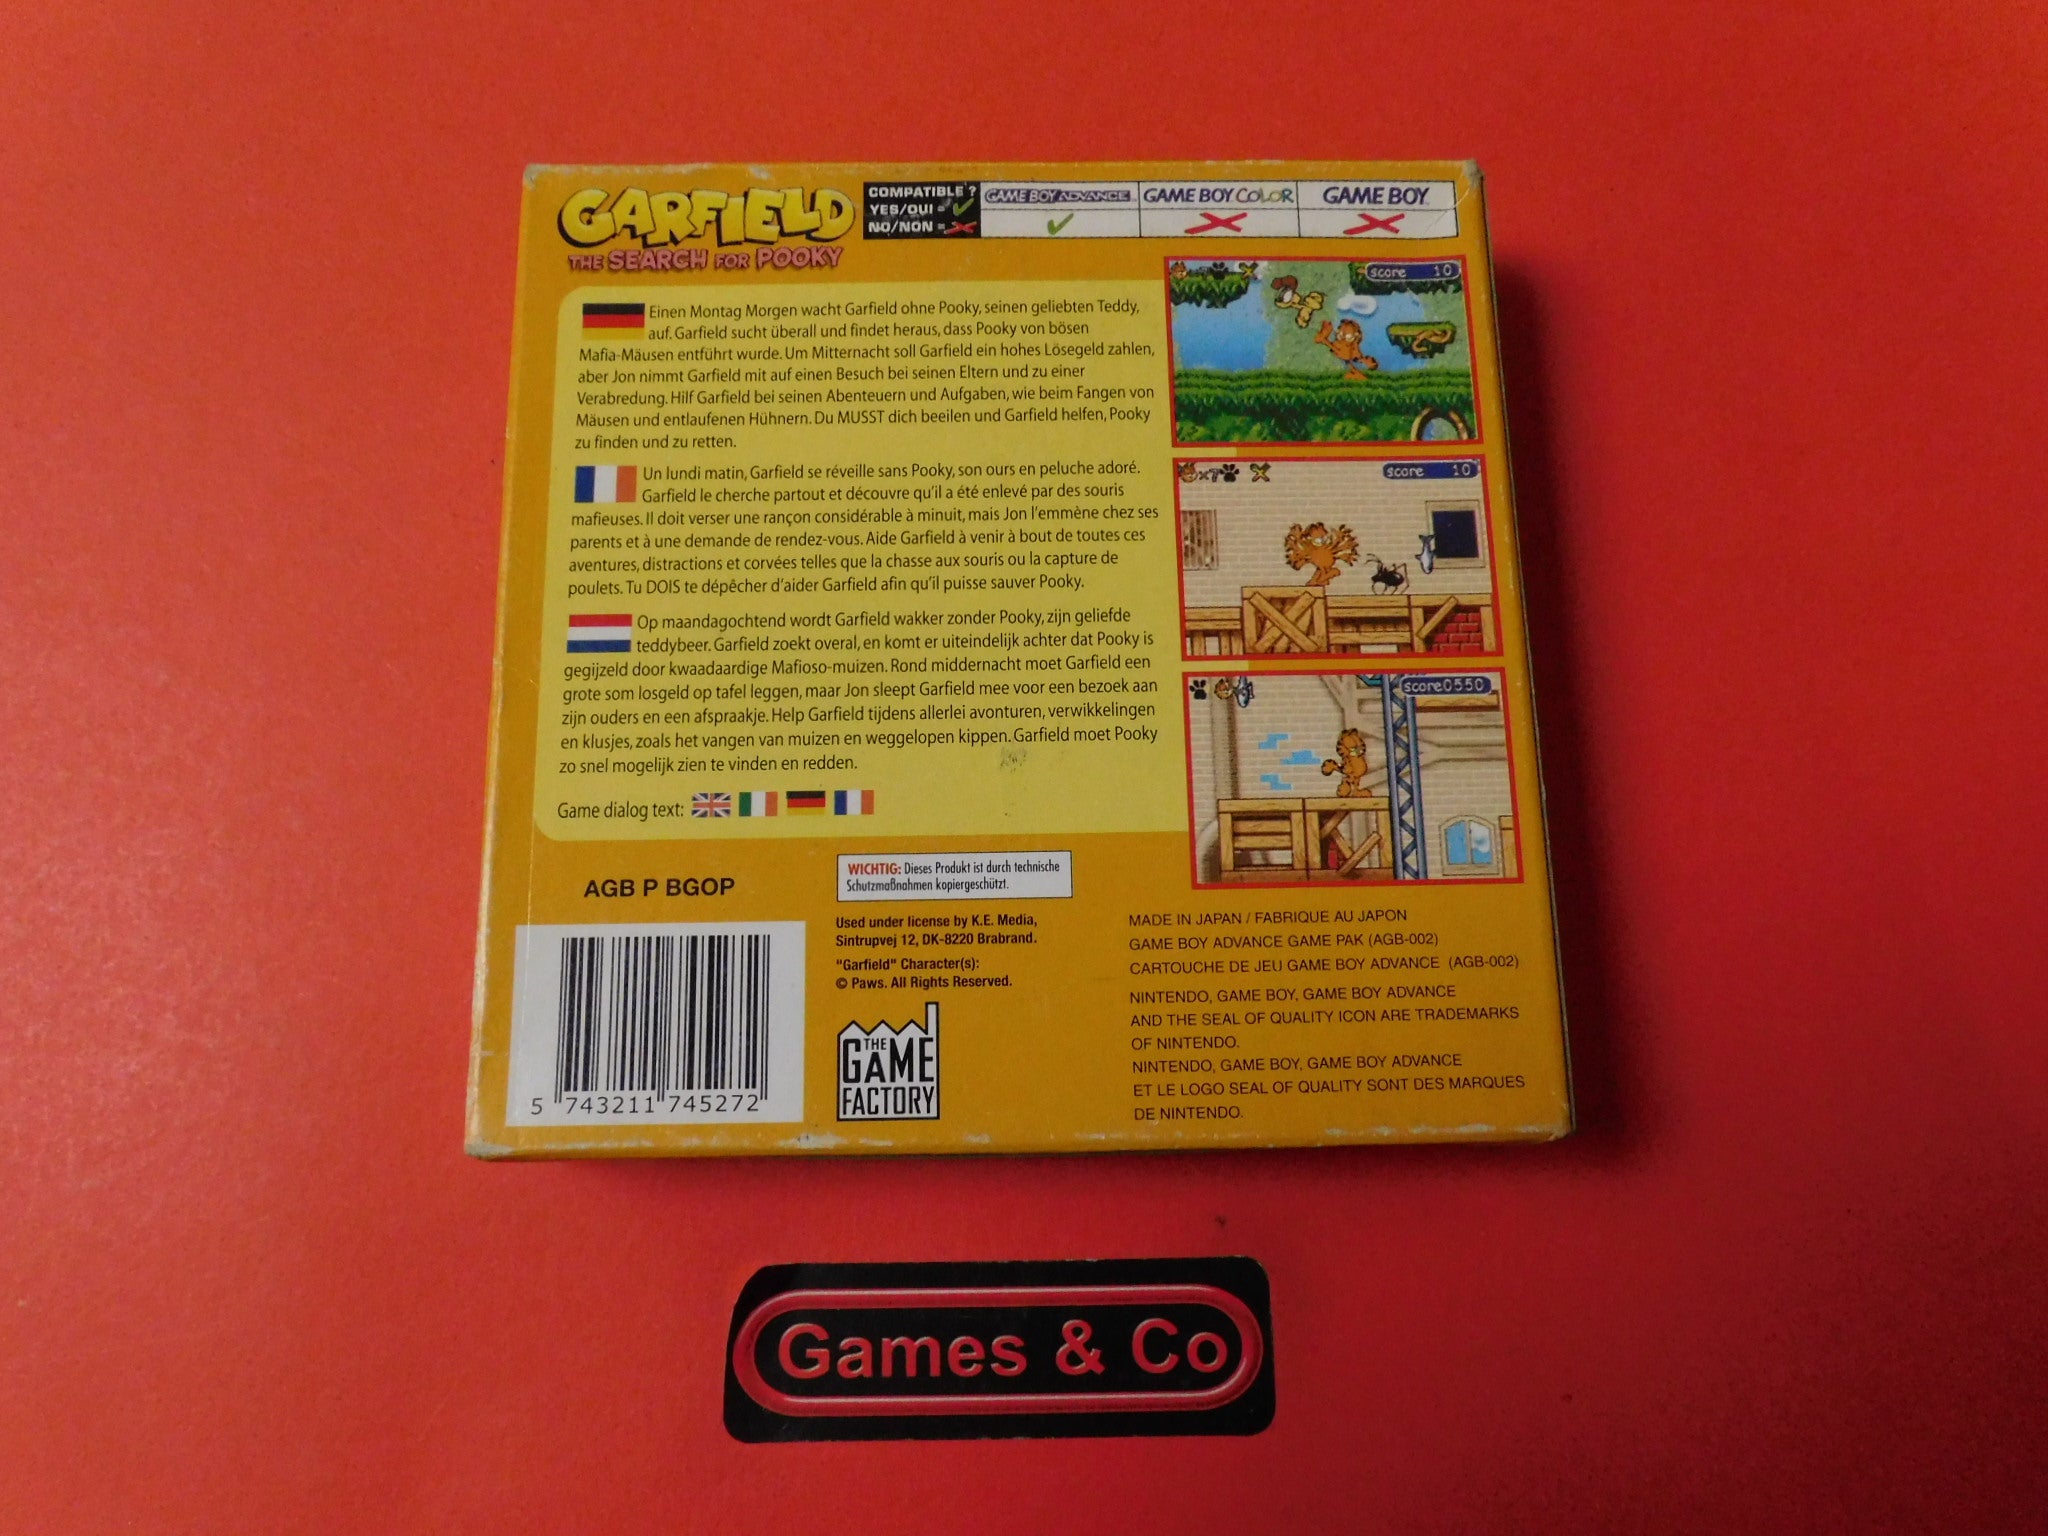 GARFIELD
THE SEARCH FOR POOKY
COMPATIBLE ?
YES/OUI =
NO/NON =
GAME BOY ADVANCE
GAME BOY COLOR
GAME BOY
Einen Montag Morgen wacht Garfield ohne Pooky, seinen geliebten Teddy,
auf. Garfield sucht überall und findet heraus, dass Pooky von bösen
Mafia-Mäusen entführt wurde. Um Mitternacht soll Garfield ein hohes Lösegeld zahlen,
aber Jon nimmt Garfield mit auf einen Besuch bei seinen Eltern und zu einer
Verabredung. Hilf Garfield bei seinen Abenteuern und Aufgaben, wie beim Fangen von
Mäusen und entlaufenen Hühnern. Du MUSST dich beeilen und Garfield helfen, Pooky
zu finden und zu retten.
Un lundi matin, Garfield se réveille sans Pooky, son ours en peluche adoré.
Garfield le cherche partout et découvre qu'il a été enlevé par des souris
mafieuses. Il doit verser une rançon considérable à minuit, mais Jon l'emmène chez ses
parents et à une demande de rendez-vous. Aide Garfield à venir à bout de toutes ces
aventures, distractions et corvées telles que la chasse aux souris ou la capture de
poulets. Tu DOIS te dépêcher d'aider Garfield afin qu'il puisse sauver Pooky.
Op maandagochtend wordt Garfield wakker zonder Pooky, zijn geliefde
teddybeer. Garfield zoekt overal, en komt er uiteindelijk achter dat Pooky is
gegijzeld door kwaadaardige Mafioso-muizen. Rond middernacht moet Garfield een
grote som losgeld op tafel leggen, maar Jon sleept Garfield mee voor een bezoek aan
zijn ouders en een afspraakje. Help Garfield tijdens allerlei avonturen, verwikkelingen
en klusjes, zoals het vangen van muizen en weggelopen kippen. Garfield moet Pooky
zo snel mogelijk zien te vinden en redden.
Game dialog text:
score 10
x7
score 10
score0550
AGB P BGOP
WICHTIG: Dieses Produkt ist durch technische
Schutzmaßnahmen kopiergeschützt.
Used under license by K.E. Media,
Sintrupvej 12, DK-8220 Brabrand.
"Garfield" Character(s):
© Paws. All Rights Reserved.
THE
GAME
FACTORY
5 743211 745272
MADE IN JAPAN / FABRIQUE AU JAPON
GAME BOY ADVANCE GAME PAK (AGB-002)
CARTOUCHE DE JEU GAME BOY ADVANCE (AGB-002)
NINTENDO, GAME BOY, GAME BOY ADVANCE
AND THE SEAL OF QUALITY ICON ARE TRADEMARKS
OF NINTENDO.
NINTENDO, GAME BOY, GAME BOY ADVANCE
ET LE LOGO SEAL OF QUALITY SONT DES MARQUES
DE NINTENDO.
Games & Co